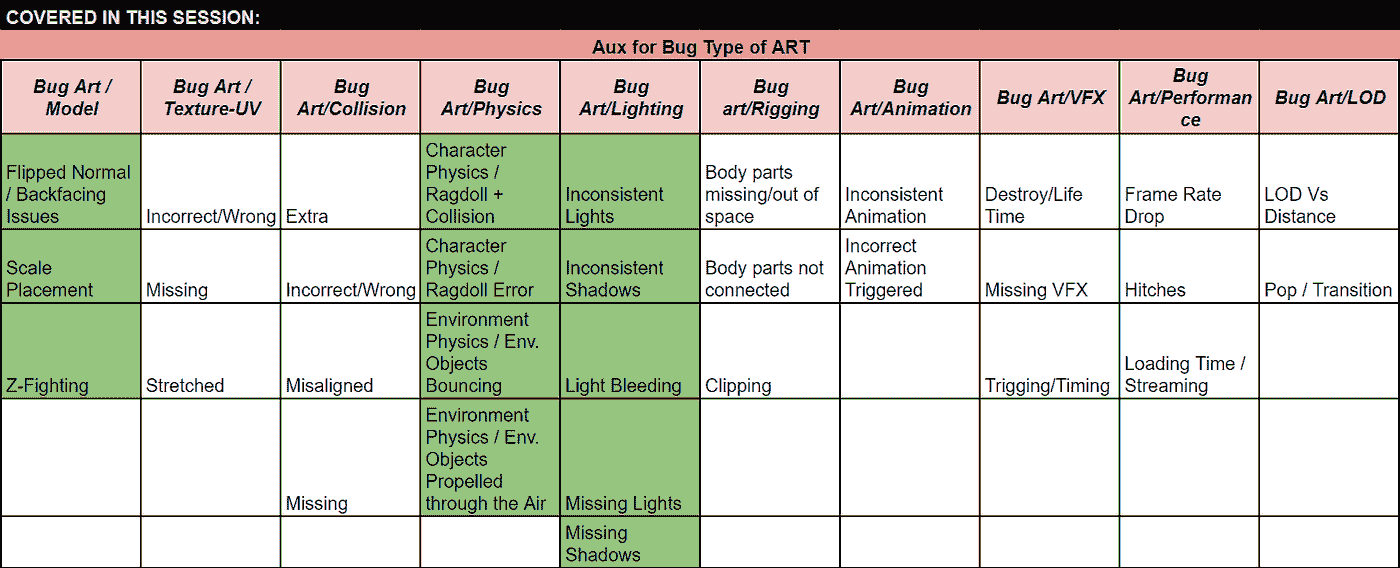 COVERED IN THIS SESSION:
Aux for Bug Type of ART
Bug Art /
Model
Bug Art /
Texture-UV
Bug
Art/Collision
Bug
Art/Physics
Bug
Art/Lighting
Bug
art/Rigging
Bug
Art/Animation
Bug Art/VFX
Bug
Art/Performan
ce
Bug Art/LOD
Flipped Normal
/ Backfacing
Issues
Incorrect/Wrong
Extra
Character
Physics /
Ragdoll +
Collision
Inconsistent
Lights
Body parts
missing/out of
space
Inconsistent
Animation
Destroy/Life
Time
Frame Rate
Drop
LOD Vs
Distance
Scale
Placement
Missing
Incorrect/Wrong
Character
Physics /
Ragdoll Error
Inconsistent
Shadows
Body parts not
connected
Incorrect
Animation
Triggered
Missing VFX
Hitches
Pop / Transition
Z-Fighting
Stretched
Misaligned
Environment
Physics / Env.
Objects
Bouncing
Light Bleeding
Clipping
Trigging/Timing
Loading Time /
Streaming
Missing
Environment
Physics / Env.
Objects
Propelled
through the Air
Missing Lights
Missing
Shadows